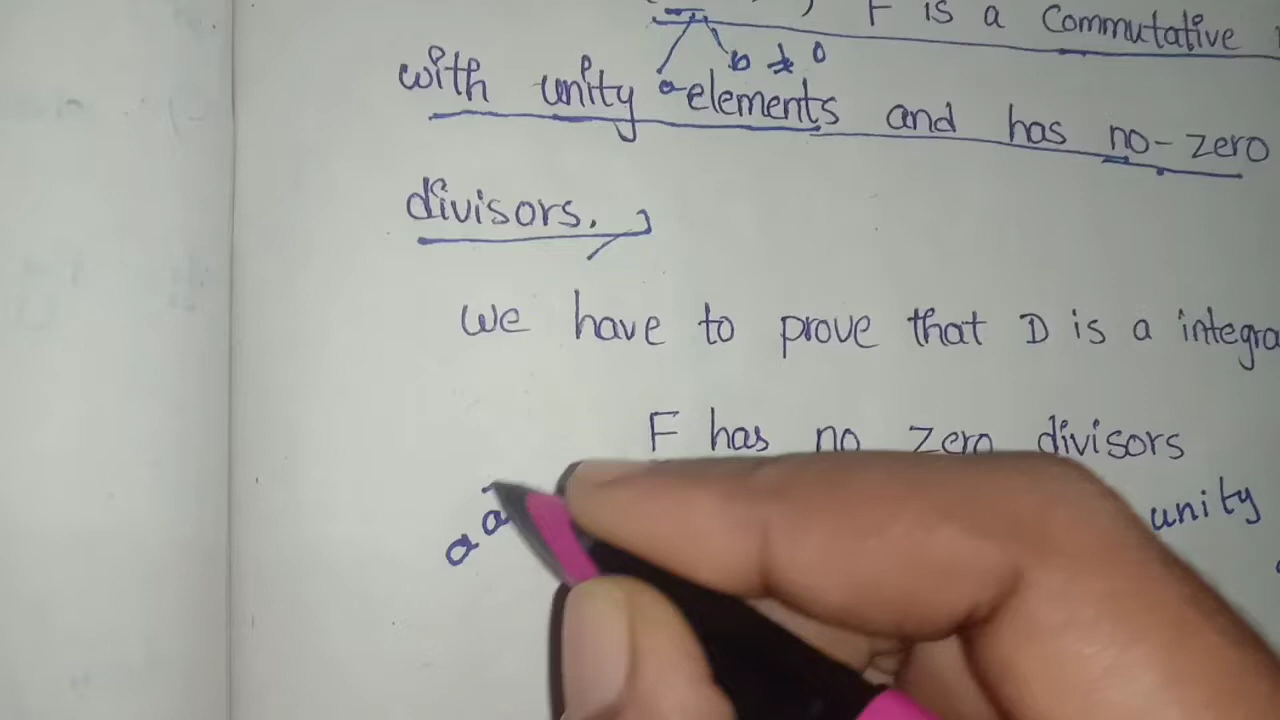 F is a Commutative
b ≠ 0
with unity a elements and has no-zero
divisors.
We have to prove that D is a integra
F has no zero divisors
unity
a a